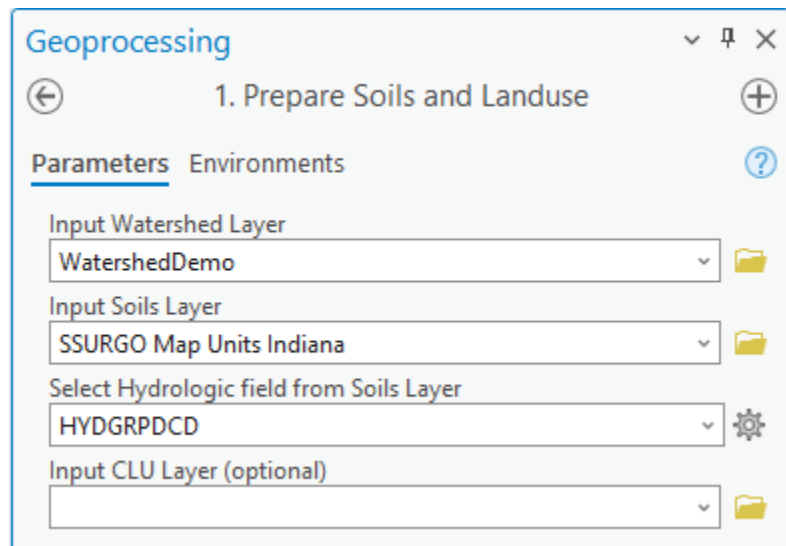 Geoprocessing
1. Prepare Soils and Landuse
Parameters Environments
Input Watershed Layer
WatershedDemo
Input Soils Layer
SSURGO Map Units Indiana
Select Hydrologic field from Soils Layer
HYDGRPDCD
Input CLU Layer (optional)